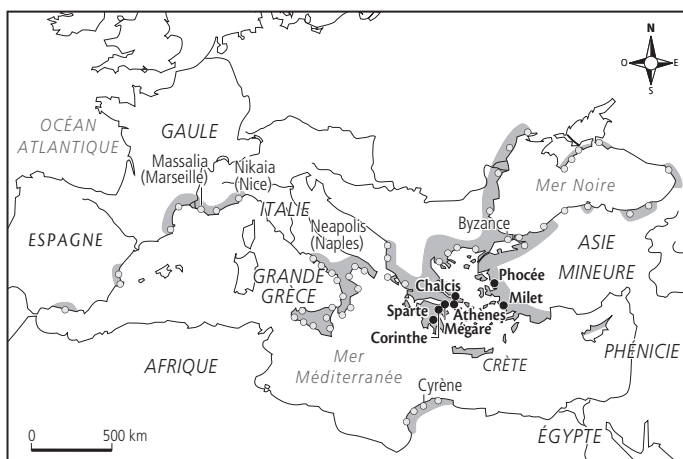 N
O
E
S
OCÉAN
ATLANTIQUE
GAULE
Massalia
(Marseille)
Nikaia
(Nice)
Mer Noire
ITALIE
Neapolis
(Naples)
Byzance
ESPAGNE
ASIE
MINEURE
GRANDE
GRÈCE
Chalcis
Phocée
Sparte
Athènes
Milet
Mégare
Corinthe
PHÉNICIE
AFRIQUE
Mer
Méditerranée
CRÈTE
Cyrène
ÉGYPTE
0
500 km